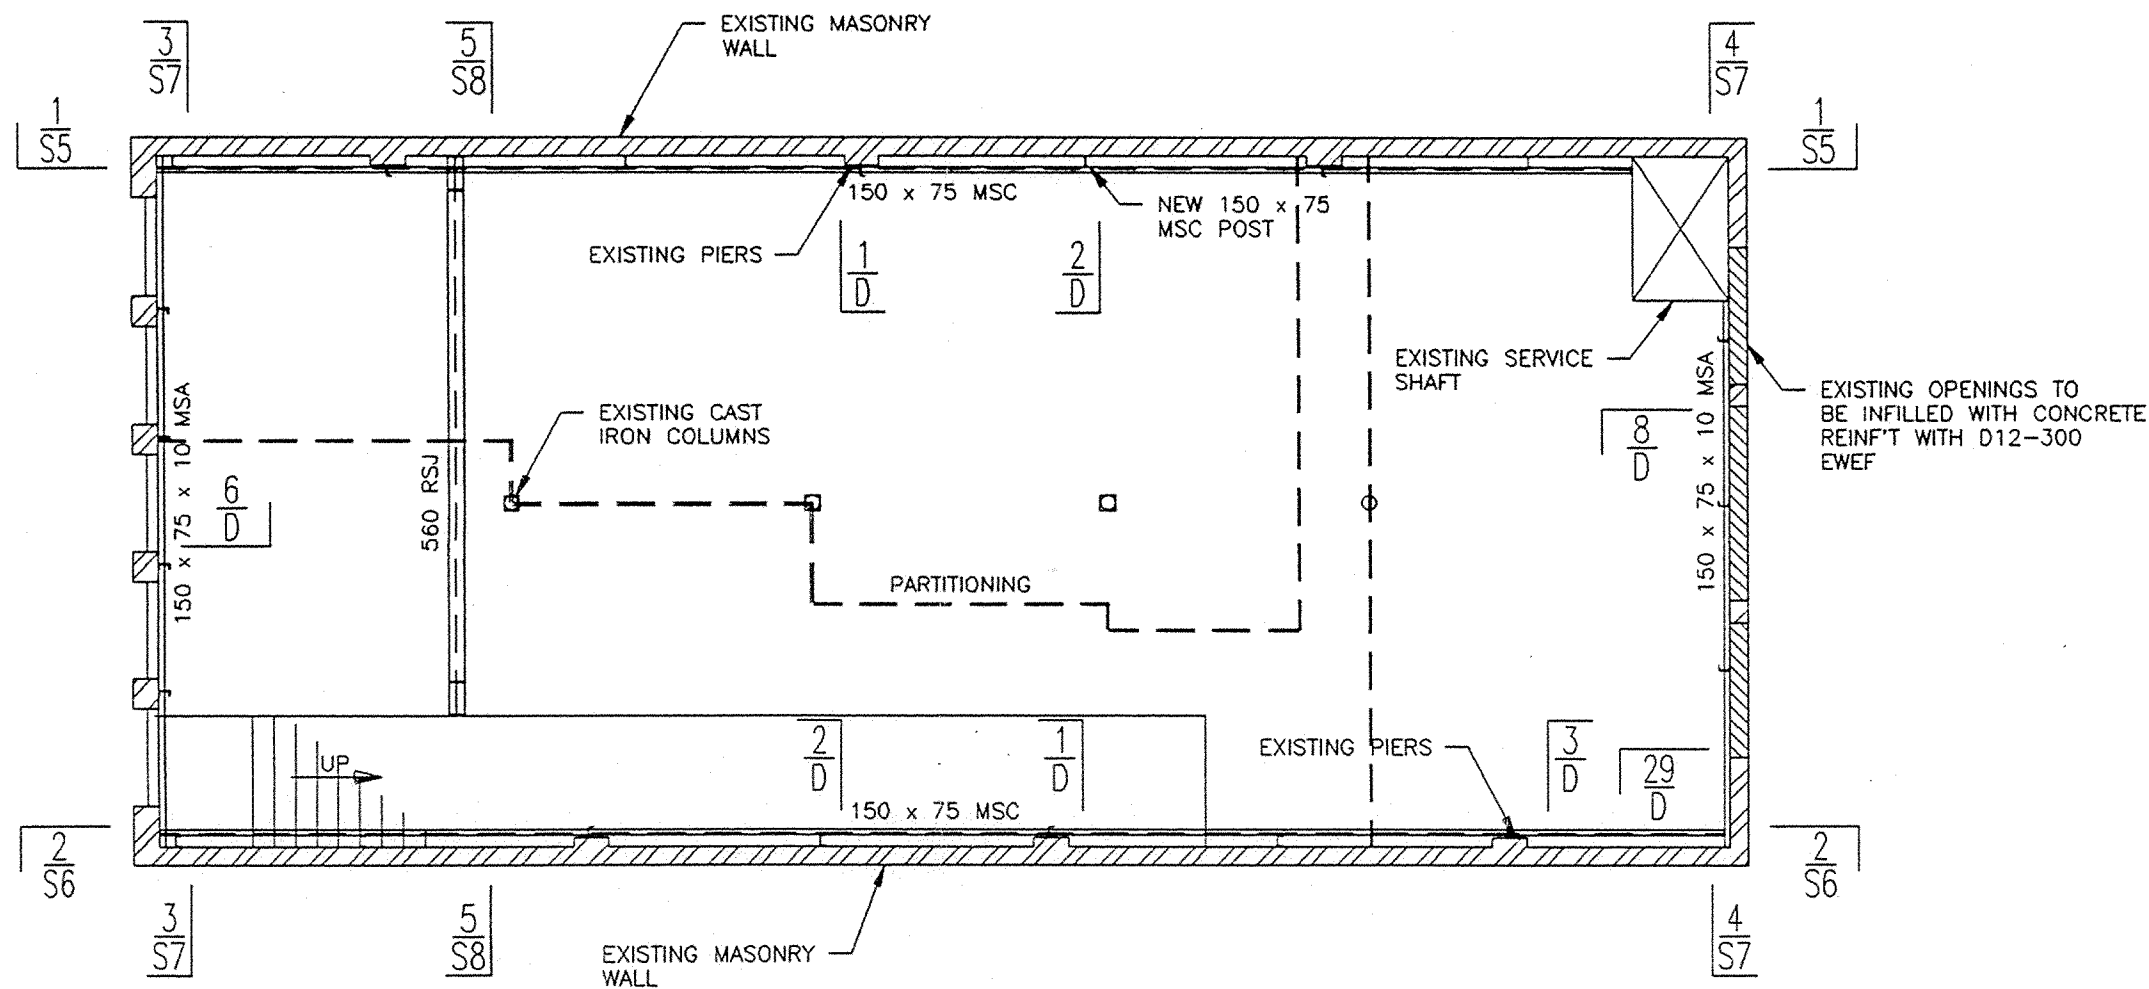 EXISTING MASONRY
WALL
3
S7
5
S8
4
S7
1
S5
1
S5
150 x 75 MSC
NEW 150 x 75
MSC POST
EXISTING PIERS
1
D
2
D
EXISTING SERVICE
SHAFT
EXISTING OPENINGS TO
BE INFILLED WITH CONCRETE
REINF'T WITH D12-300
EWEF
EXISTING CAST
IRON COLUMNS
150 x 75 x 10 MSA
6
D
560 RSJ
8
D
150 x 75 x 10 MSA
PARTITIONING
UP
2
D
1
D
EXISTING PIERS
3
D
29
D
150 x 75 MSC
2
S6
2
S6
3
S7
5
S8
4
S7
EXISTING MASONRY
WALL